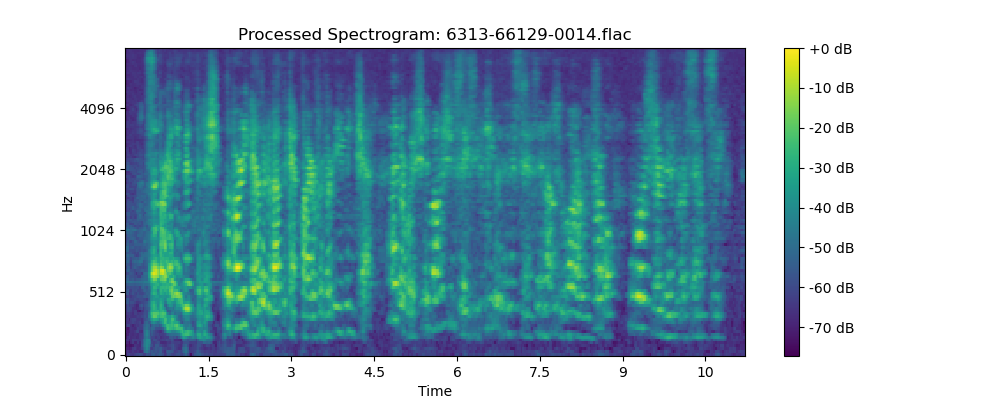 Processed Spectrogram: 6313-66129-0014.flac
Hz
4096
2048
1024
512
0
0 1.5 3 4.5 6 7.5 9 10
Time
+0 dB
-10 dB
-20 dB
-30 dB
-40 dB
-50 dB
-60 dB
-70 dB